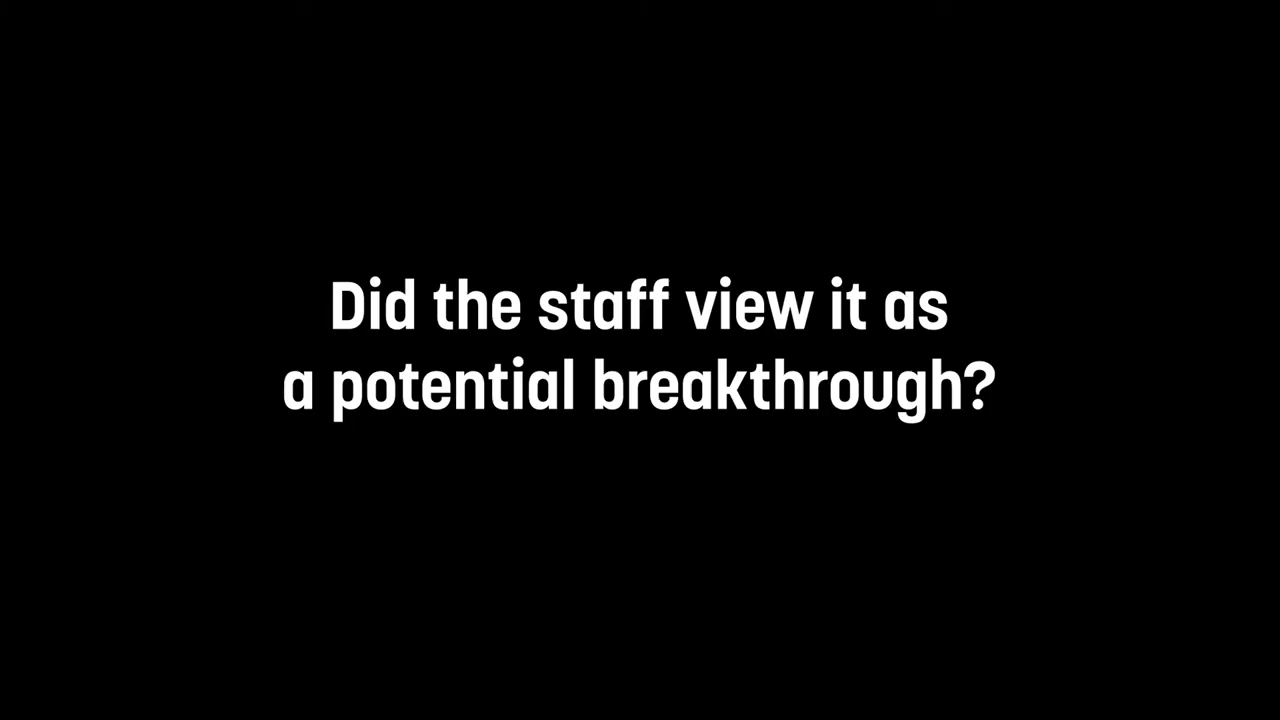 Did the staff view it as
a potential breakthrough?